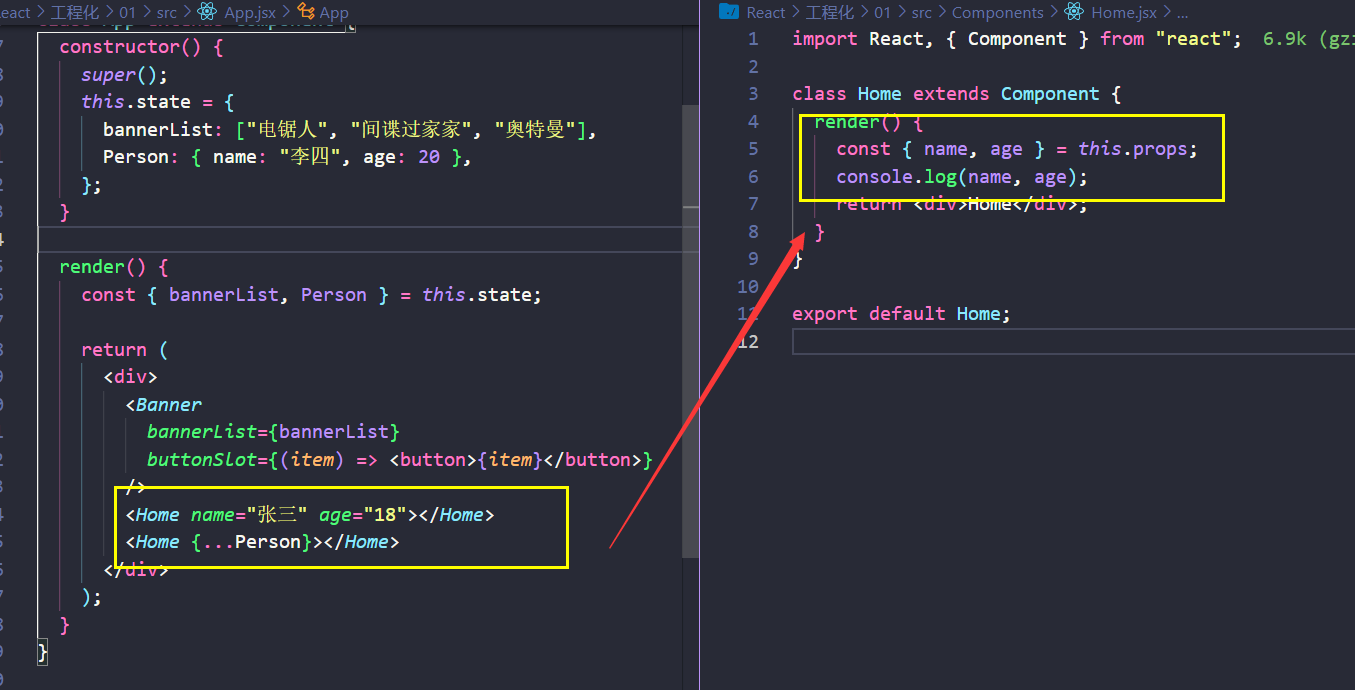 eact > 工程化 > 01 > src > App.jsx > App
constructor() {
super();
this.state = {
bannerList: ["电锯人", "间谍过家家", "奥特曼"],
Person: { name: "李四", age: 20 },
};
}
render() {
const { bannerList, Person } = this.state;
return (
<div>
<Banner
bannerList={bannerList}
buttonSlot={(item) => <button>{item}</button>}
/>
<Home name="张三" age="18"></Home>
<Home {...Person}></Home>
</div>
);
}
}
React > 工程化 > 01 > src > Components > Home.jsx > ...
1 import React, { Component } from "react"; 6.9k (gz
2
3 class Home extends Component {
4 render() {
5 const { name, age } = this.props;
6 console.log(name, age);
7 return <div>Home</div>;
8 }
9 }
10
11 export default Home;
12